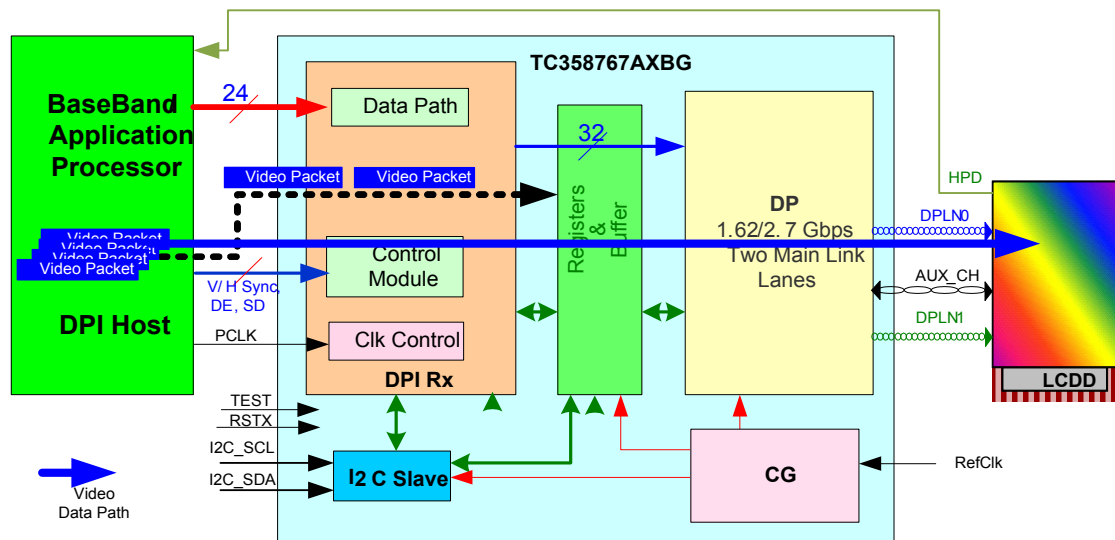 TC358767AXBG
BaseBand
Application
Processor
24
Data Path
32
Video Packet
Video Packet
HPD
DP
1.62/2. 7 Gbps
Two Main Link
Lanes
Registers
&
Buffer
DPLN0
Video Packet
Video Packet
Video Packet
Control
Module
V/ H Sync,
DE, SD
AUX_CH
DPI Host
PCLK
Clk Control
DPLN1
DPI Rx
LCDD
TEST
RSTX
I2C_SCL
I2C_SDA
I2 C Slave
CG
RefClk
Video
Data Path